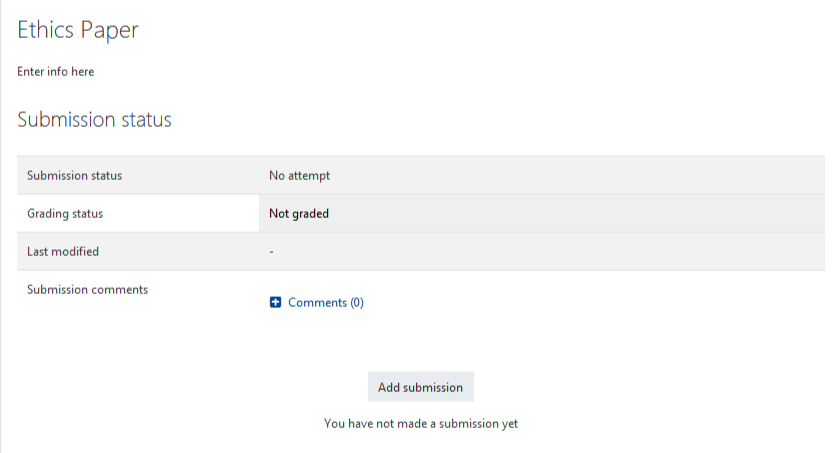 Ethics Paper
Enter info here
Submission status
Submission status No attempt
Grading status Not graded
Last modified -
Submission comments
Comments (0)
Add submission
You have not made a submission yet